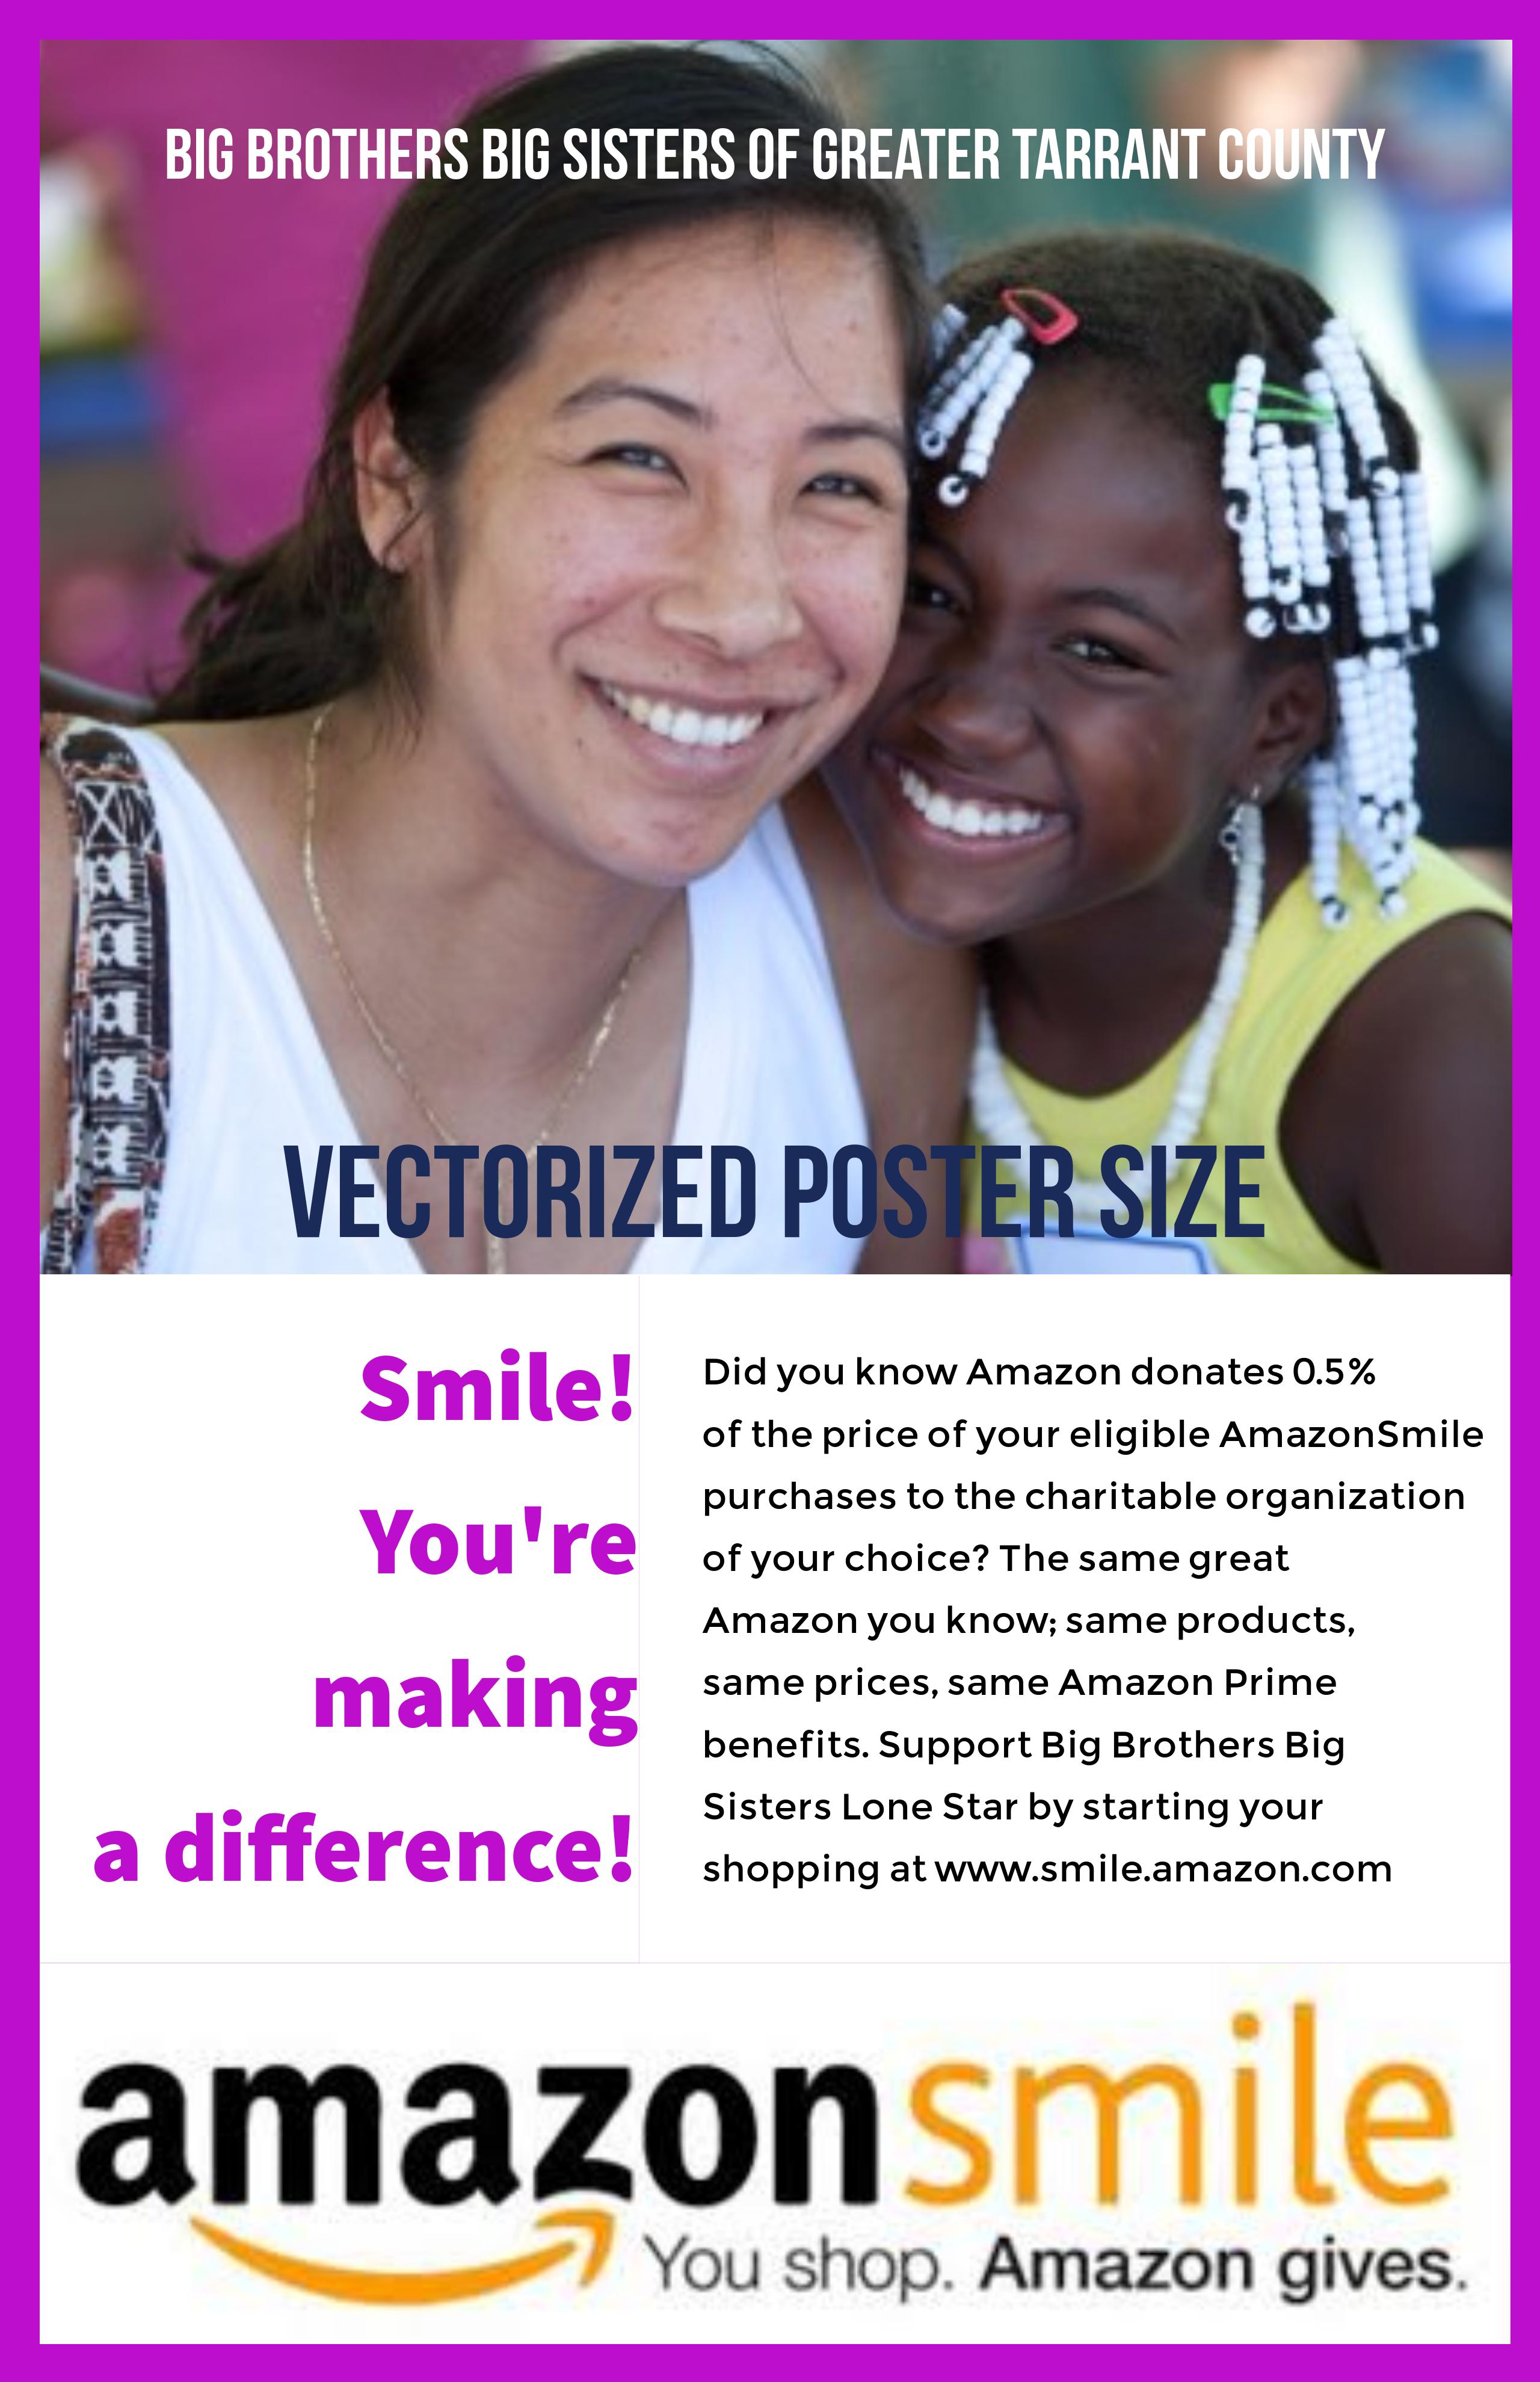 BIG BROTHERS BIG SISTERS OF GREATER TARRANT COUNTY
VECTORIZED POSTER SIZE
Smile!
You're
making
a difference!
Did you know Amazon donates 0.5%
of the price of your eligible AmazonSmile
purchases to the charitable organization
of your choice? The same great
Amazon you know; same products,
same prices, same Amazon Prime
benefits. Support Big Brothers Big
Sisters Lone Star by starting your
shopping at www.smile.amazon.com
amazonsmile
You shop. Amazon gives.